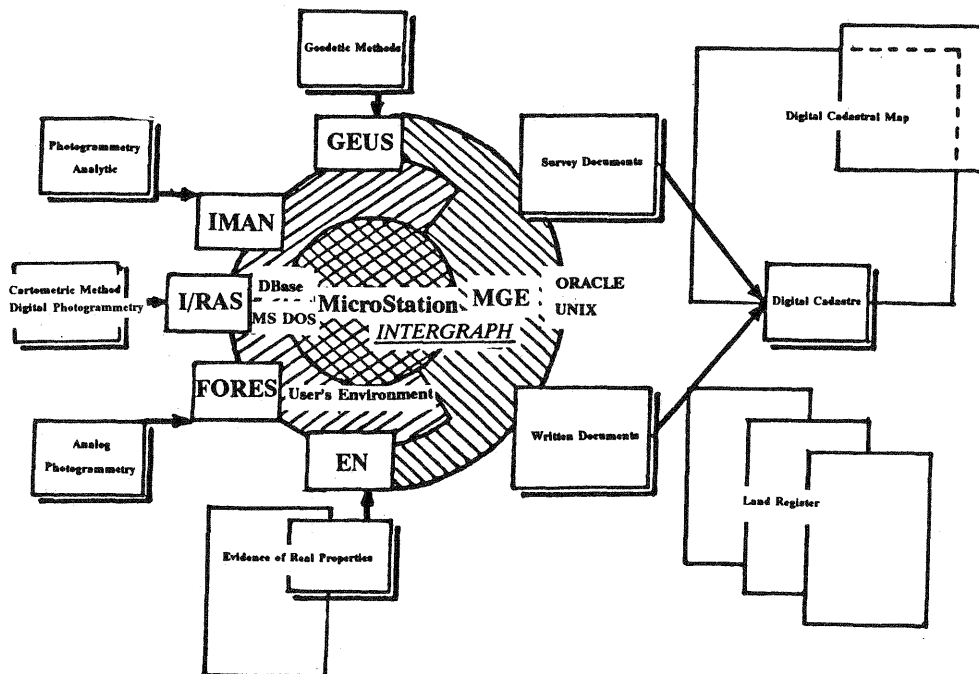 Geodetic Methods
GEUS
Photogrammetry
Analytic
IMAN
Survey Documents
Digital Cadastral Map
Cartometric Method
Digital Photogrammetry
I/RAS
DBase
MS DOS
MicroStation
INTERGRAPH
MGE
ORACLE
UNIX
Digital Cadastre
FORES
User's Environment
Analog
Photogrammetry
EN
Written Documents
Land Register
Evidence of Real Properties